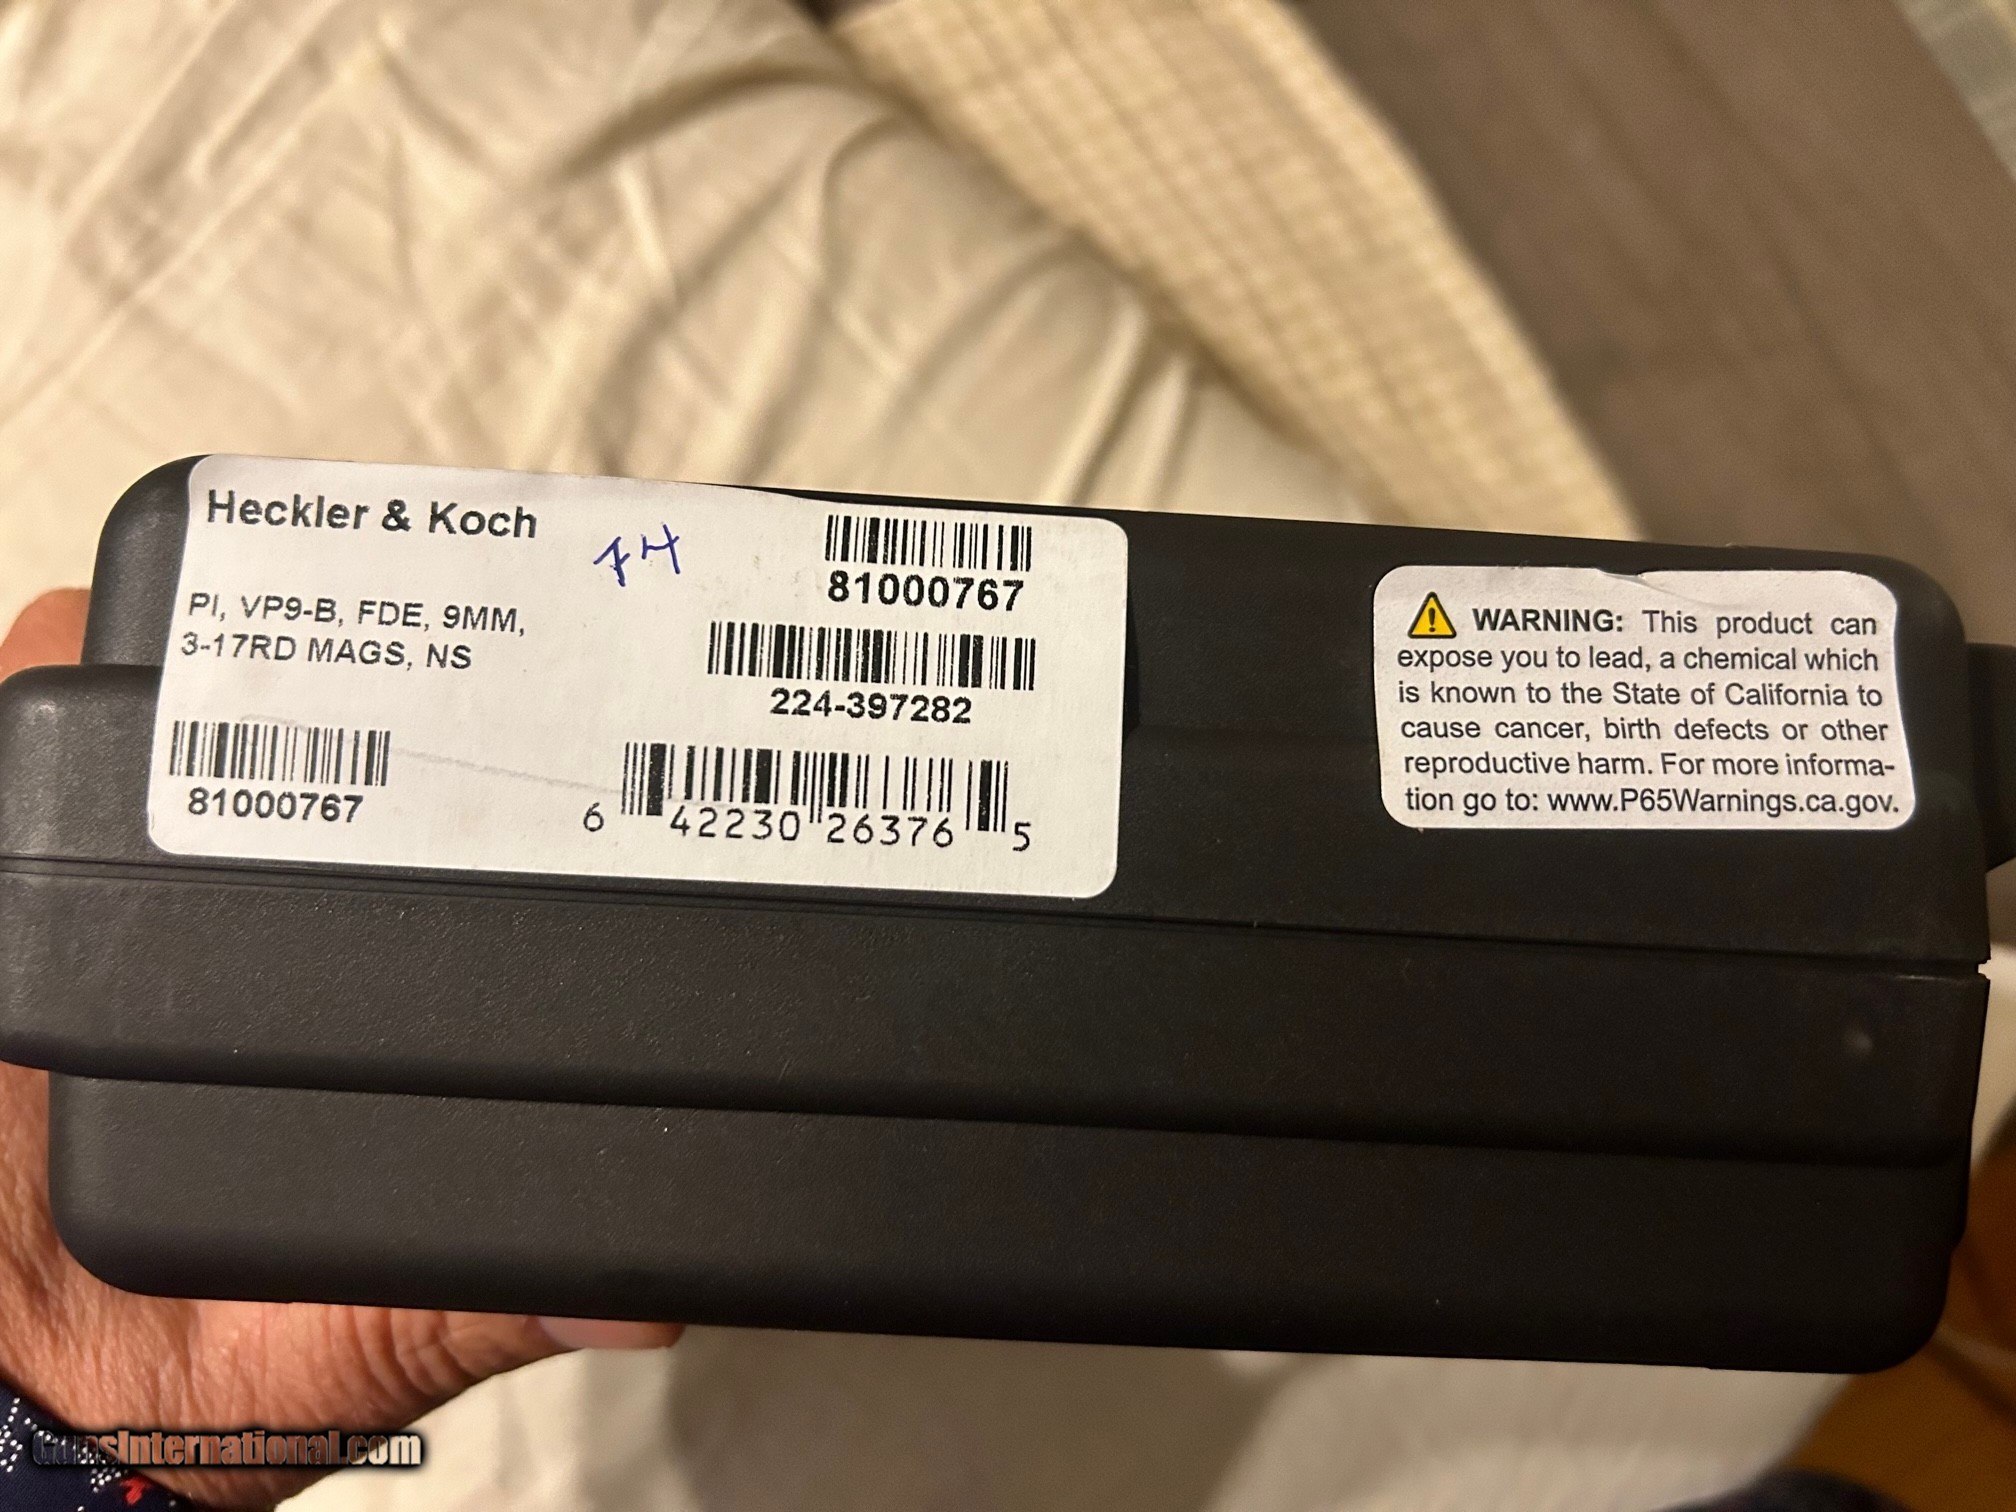 Heckler & Koch
74
81000767
PI, VP9-B, FDE, 9MM,
3-17RD MAGS, NS
224-397282
81000767
6 42230 26376 5
WARNING: This product can
expose you to lead, a chemical which
is known to the State of California to
cause cancer, birth defects or other
reproductive harm. For more informa-
tion go to: www.P65Warnings.ca.gov.
GunsInternational.com